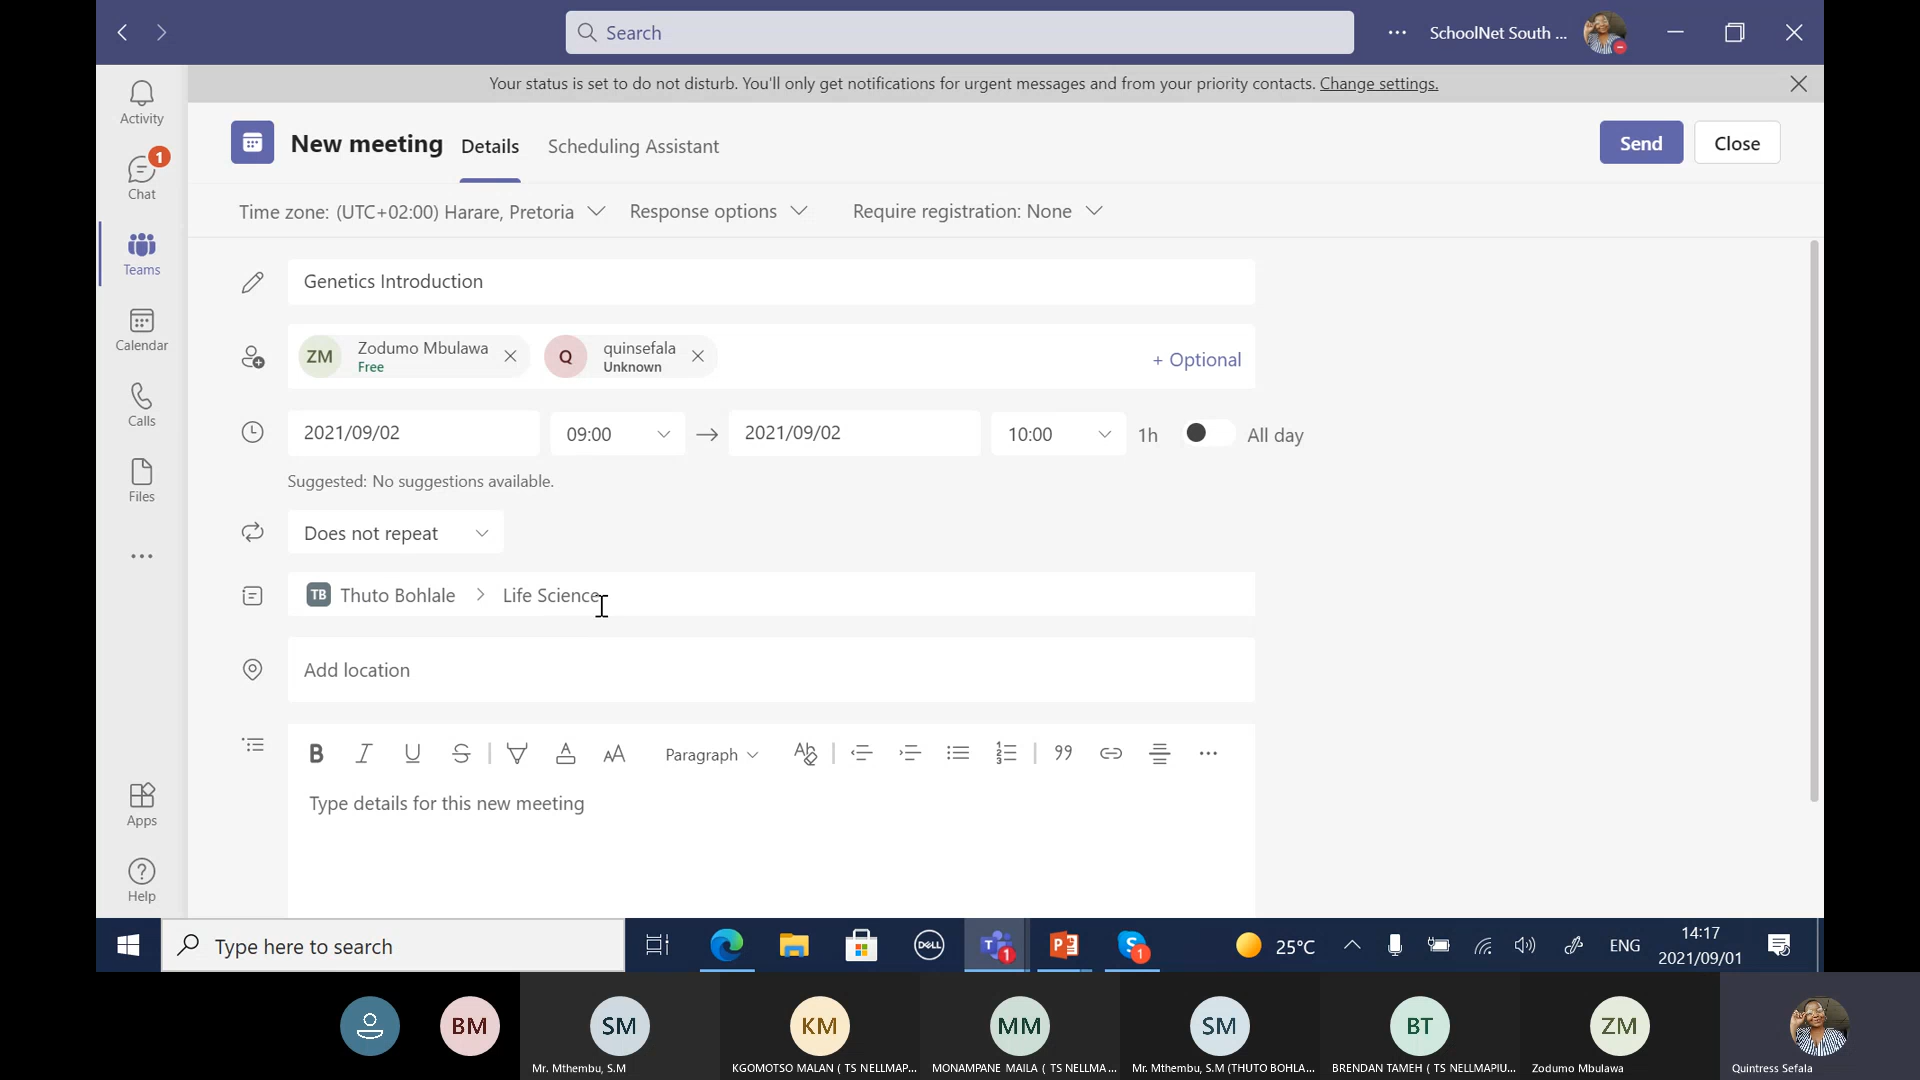 Search
SchoolNet South ...
Your status is set to do not disturb. You'll only get notifications for urgent messages and from your priority contacts. Change settings.
Activity
New meeting
Details
Scheduling Assistant
Send
Close
1
Chat
Time zone: (UTC+02:00) Harare, Pretoria
Response options
Require registration: None
Teams
Genetics Introduction
Calendar
ZM
Zodumo Mbulawa
Free
Q
quinsefala
Unknown
+ Optional
Calls
2021/09/02
09:00
2021/09/02
10:00
1h
All day
Suggested: No suggestions available.
Files
Does not repeat
TB
Thuto Bohlale > Life Science
Add location
B I U S AA Paragraph
Type details for this new meeting
Apps
Help
Type here to search
DELL
T 1
P
S 1
25°C
ENG
14:17
2021/09/01
BM
SM
KM
MM
SM
BT
ZM
Mr. Mthembu, S.M
KGOMOTSO MALAN ( TS NELLMAP...
MONAMPANE MAILA ( TS NELLMA...
Mr. Mthembu, S.M (THUTO BOHLA...
BRENDAN TAMEH ( TS NELLMAPIU...
Zodumo Mbulawa
Quintress Sefala